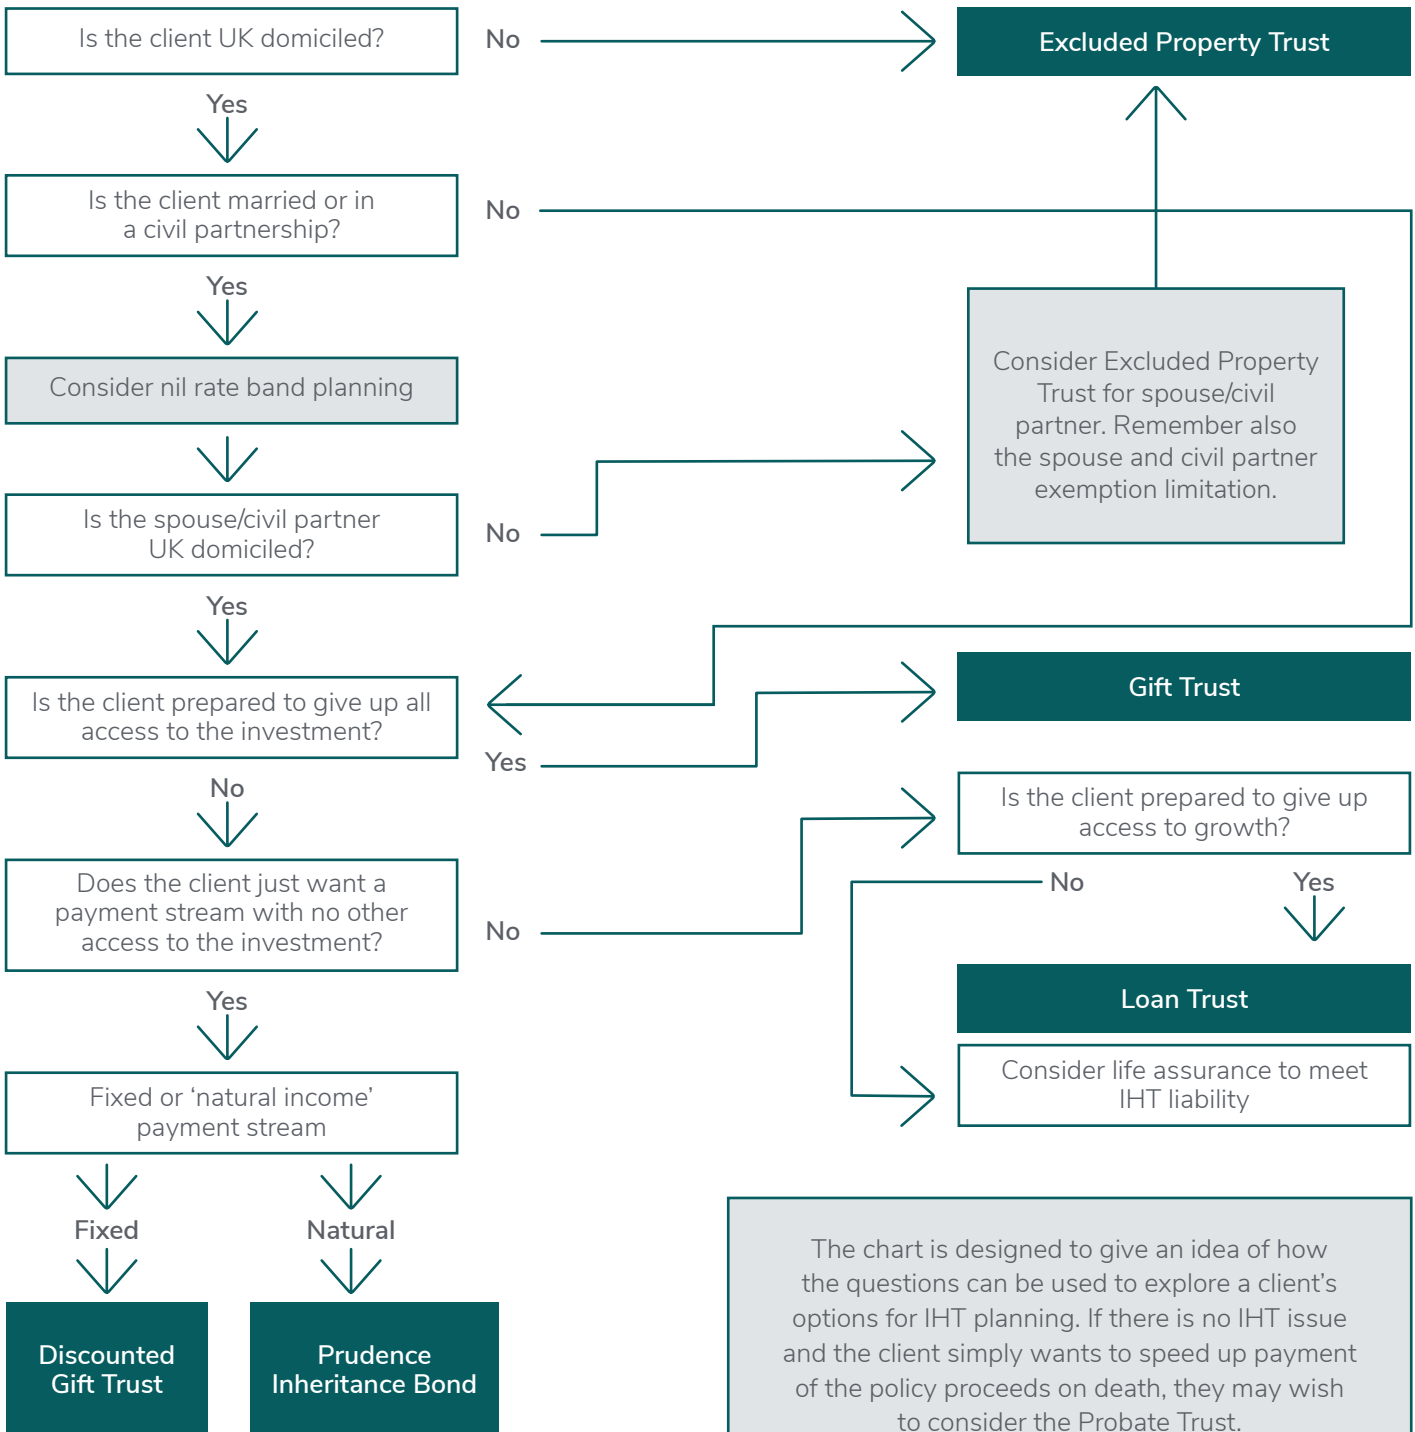 Is the client UK domiciled?
No
Excluded Property Trust
Yes
Is the client married or in
a civil partnership?
No
Yes
Consider nil rate band planning
Consider Excluded Property
Trust for spouse/civil
partner. Remember also
the spouse and civil partner
exemption limitation.
Is the spouse/civil partner
UK domiciled?
No
Yes
Is the client prepared to give up all
access to the investment?
Yes
Gift Trust
No
Is the client prepared to give up
access to growth?
No
Yes
Does the client just want a
payment stream with no other
access to the investment?
No
Yes
Loan Trust
Consider life assurance to meet
IHT liability
Fixed or ‘natural income’
payment stream
Fixed
Natural
Discounted
Gift Trust
Prudence
Inheritance Bond
The chart is designed to give an idea of how
the questions can be used to explore a client’s
options for IHT planning. If there is no IHT issue
and the client simply wants to speed up payment
of the policy proceeds on death, they may wish
to consider the Probate Trust.